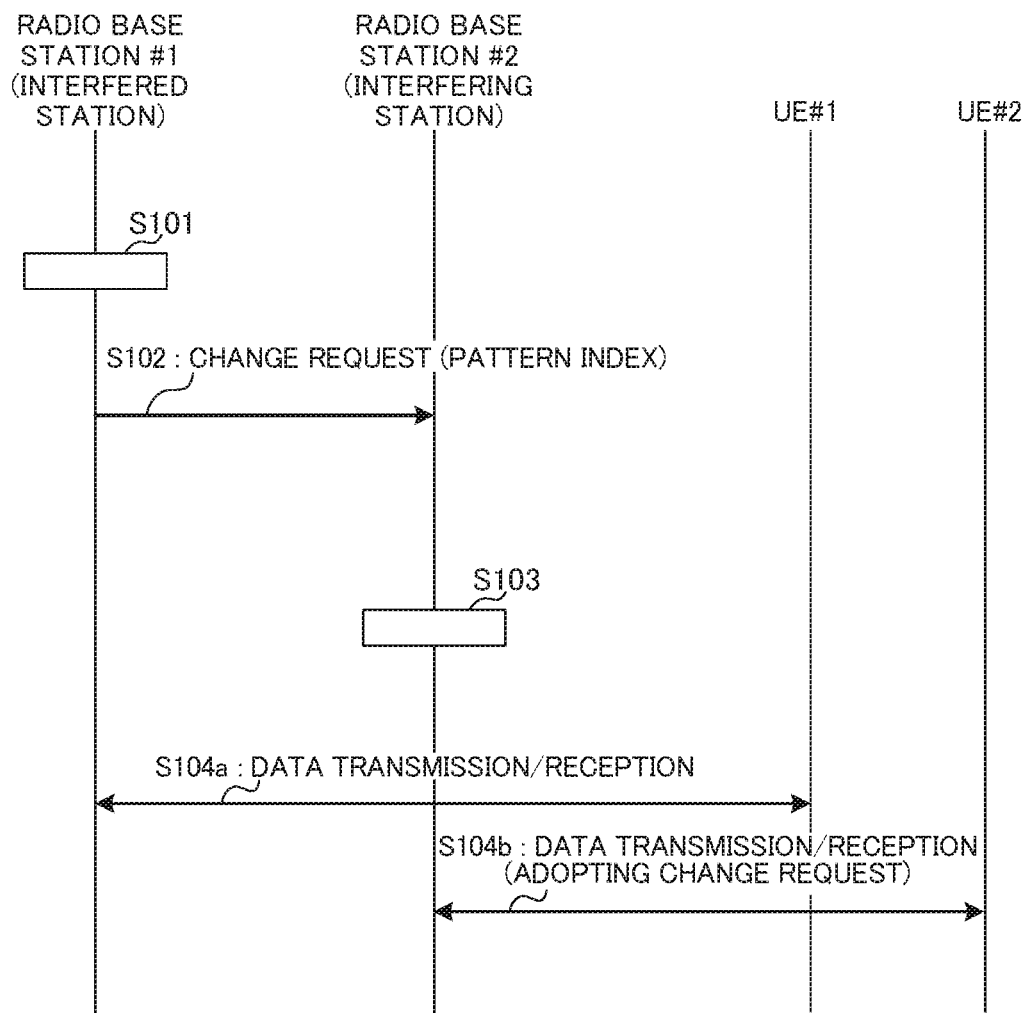 RADIO BASE
STATION #1
(INTERFERED
STATION)
RADIO BASE
STATION #2
(INTERFERING
STATION)
UE#1
UE#2
S101
S102 : CHANGE REQUEST (PATTERN INDEX)
S103
S104a : DATA TRANSMISSION/RECEPTION
S104b : DATA TRANSMISSION/RECEPTION
(ADOPTING CHANGE REQUEST)